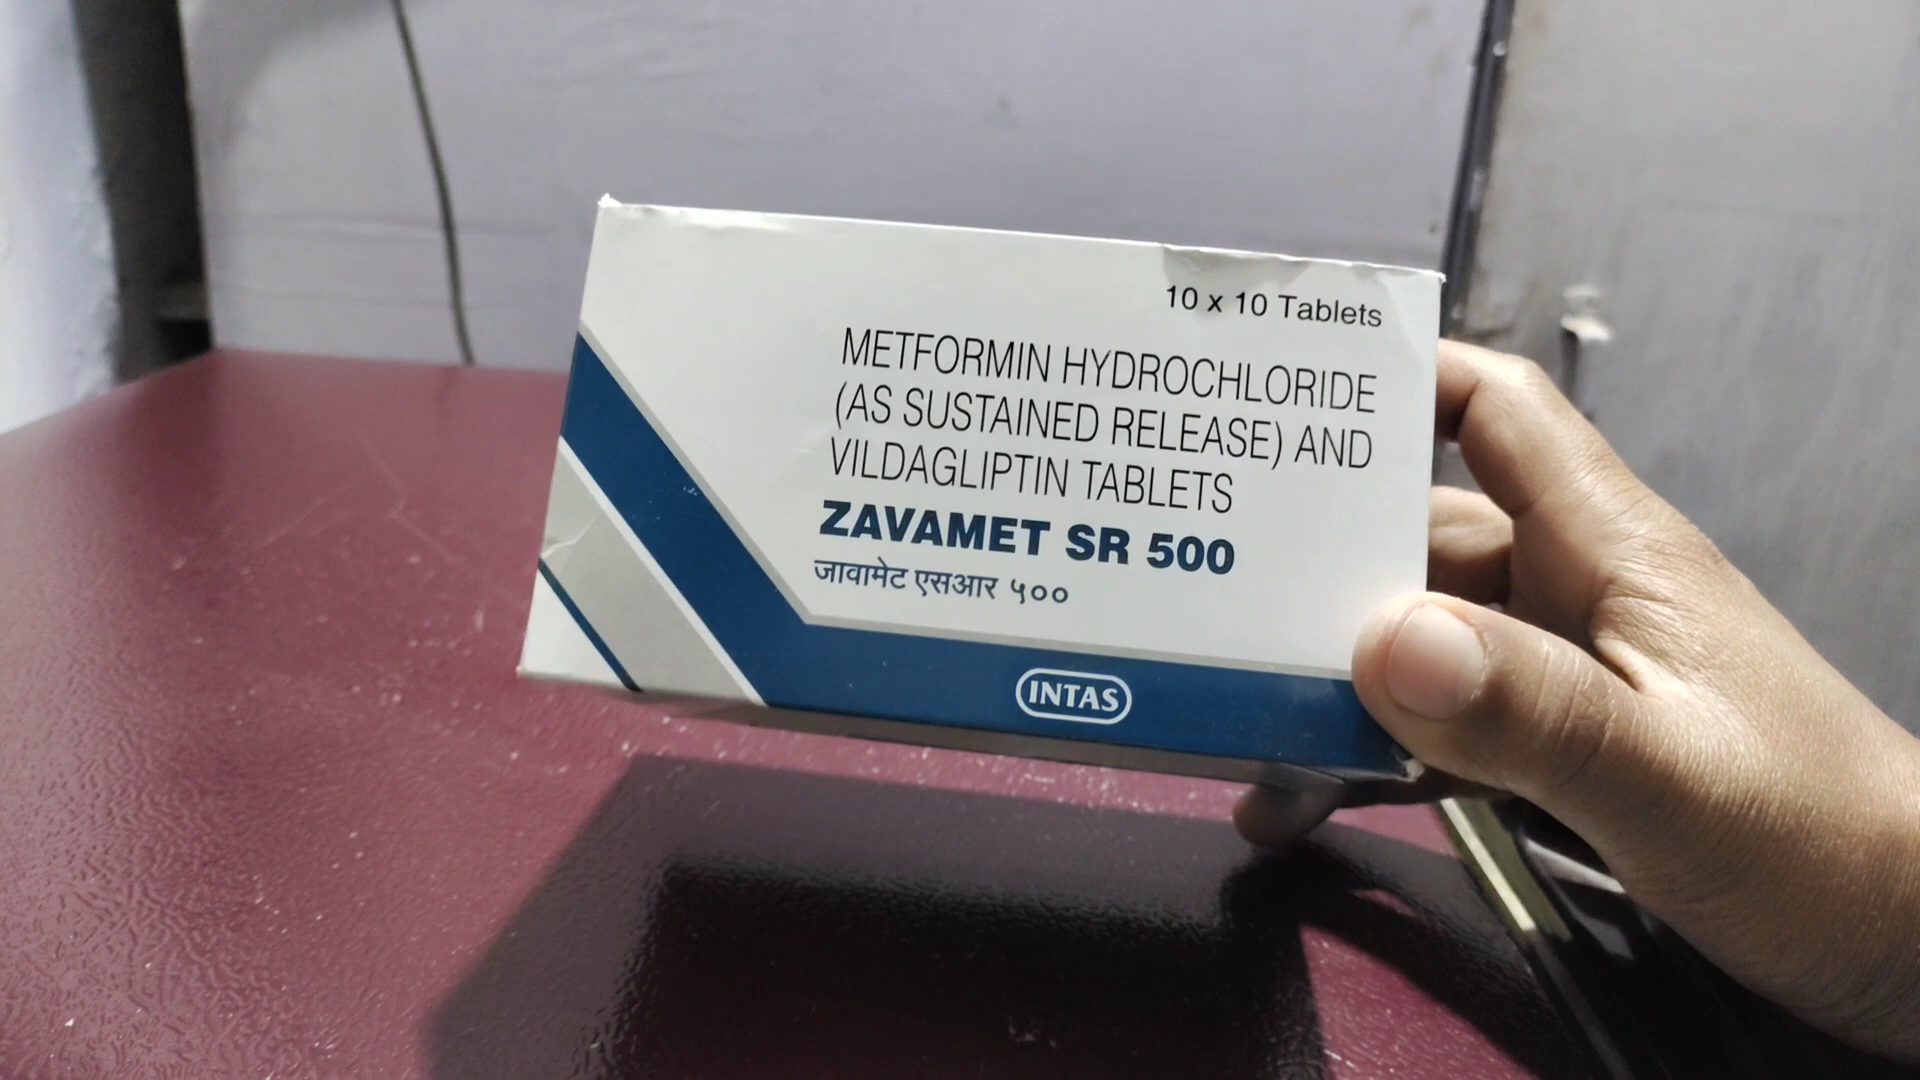 10 x 10 Tablets
METFORMIN HYDROCHLORIDE
(AS SUSTAINED RELEASE) AND
VILDAGLIPTIN TABLETS
ZAVAMET SR 500
जावामेट एसआर ५००
INTAS